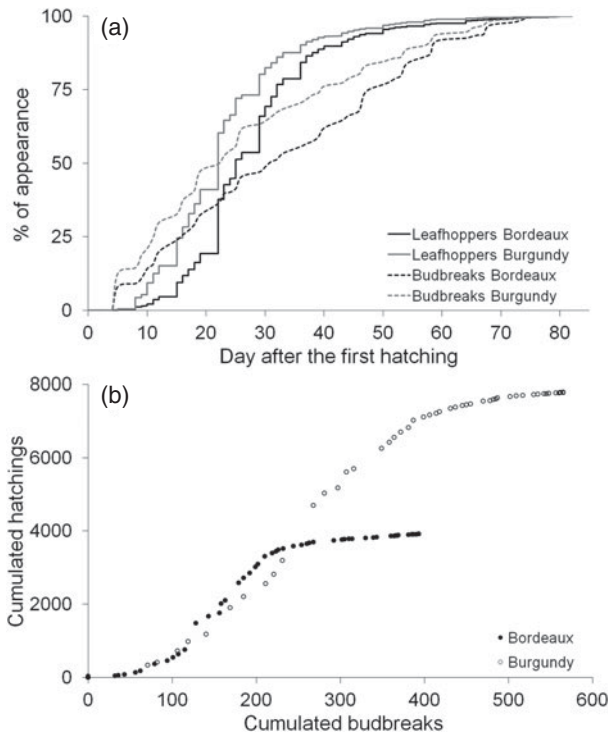 (a)
100
75
50
25
0
% of appearance
Leafhoppers Bordeaux
Leafhoppers Burgundy
Budbreaks Bordeaux
Budbreaks Burgundy
0 10 20 30 40 50 60 70 80
Day after the first hatching
(b)
8000
6000
4000
2000
0
Cumulated hatchings
Bordeaux
Burgundy
0 100 200 300 400 500 600
Cumulated budbreaks